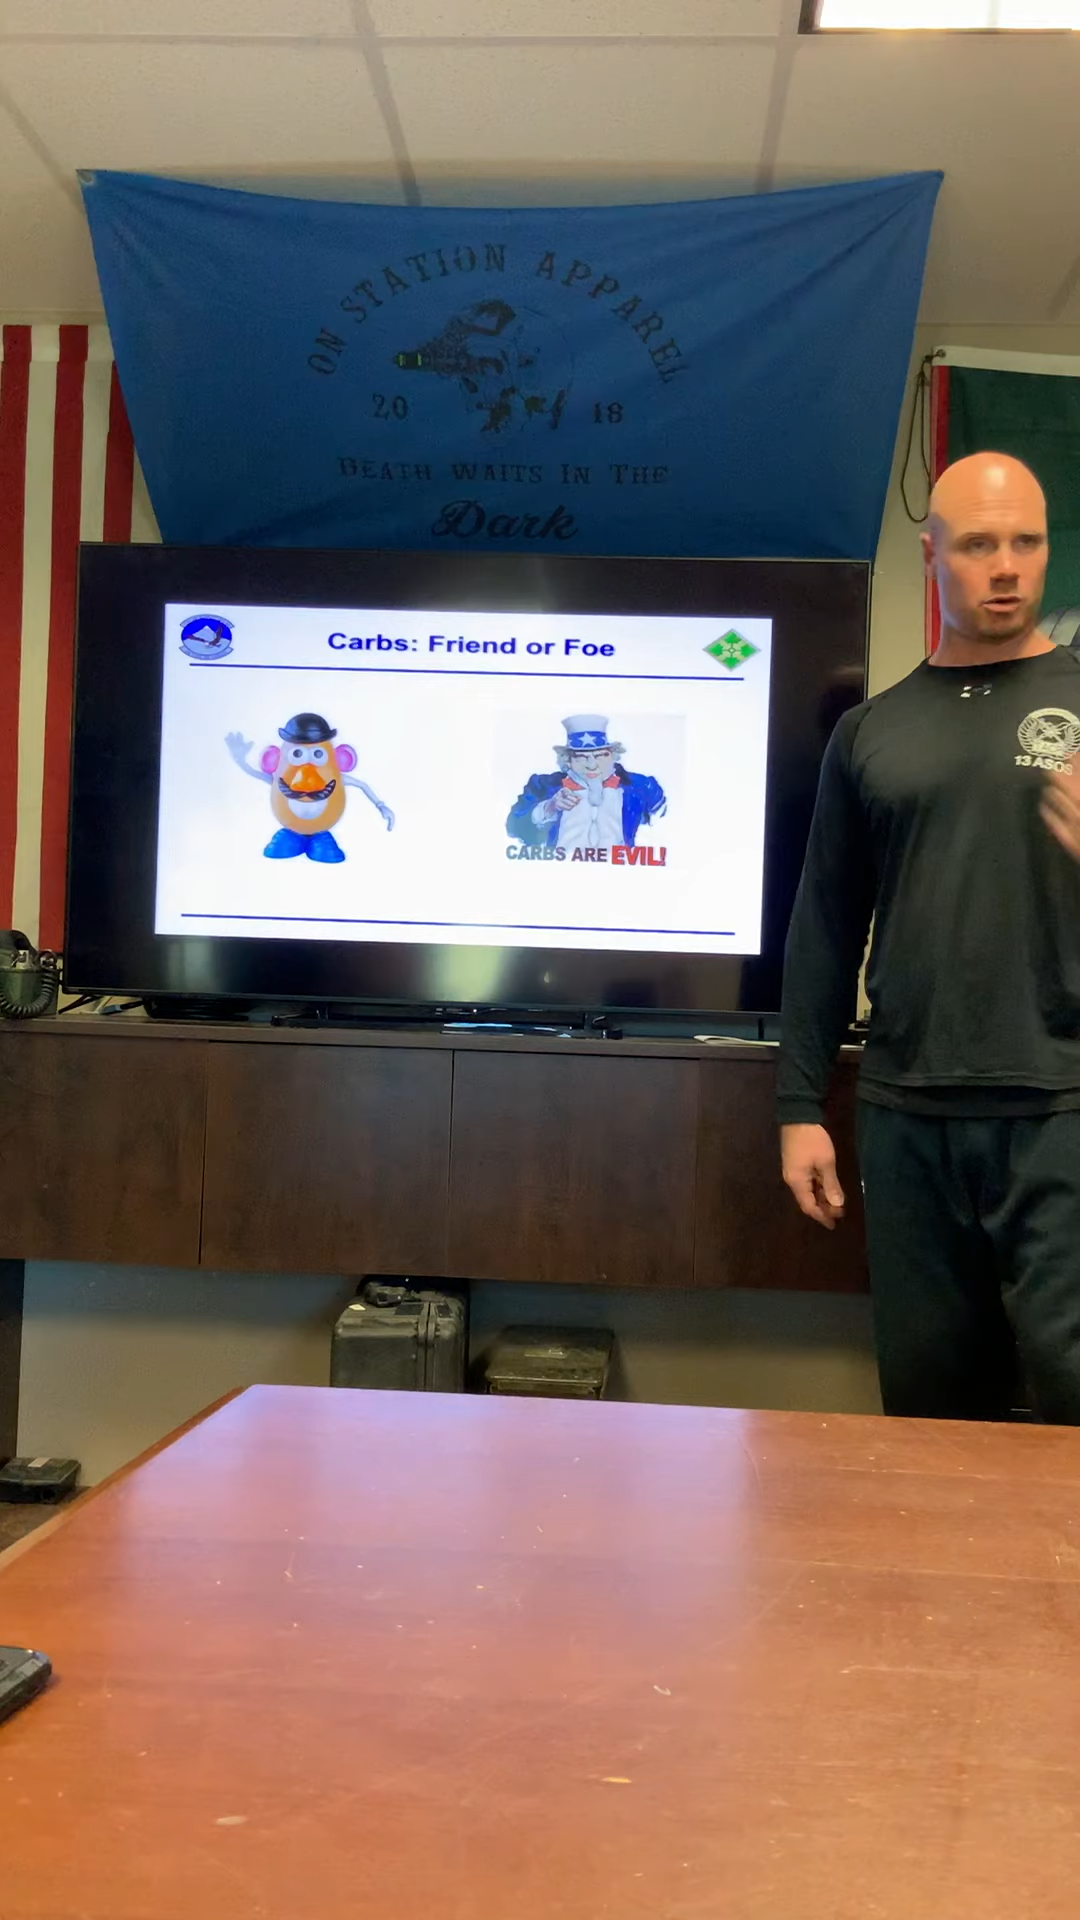 ON STATION APPAREL
20 18
DEATH WAITS IN THE
Dark
Carbs: Friend or Foe
CARBS ARE EVIL!
13 ASOS